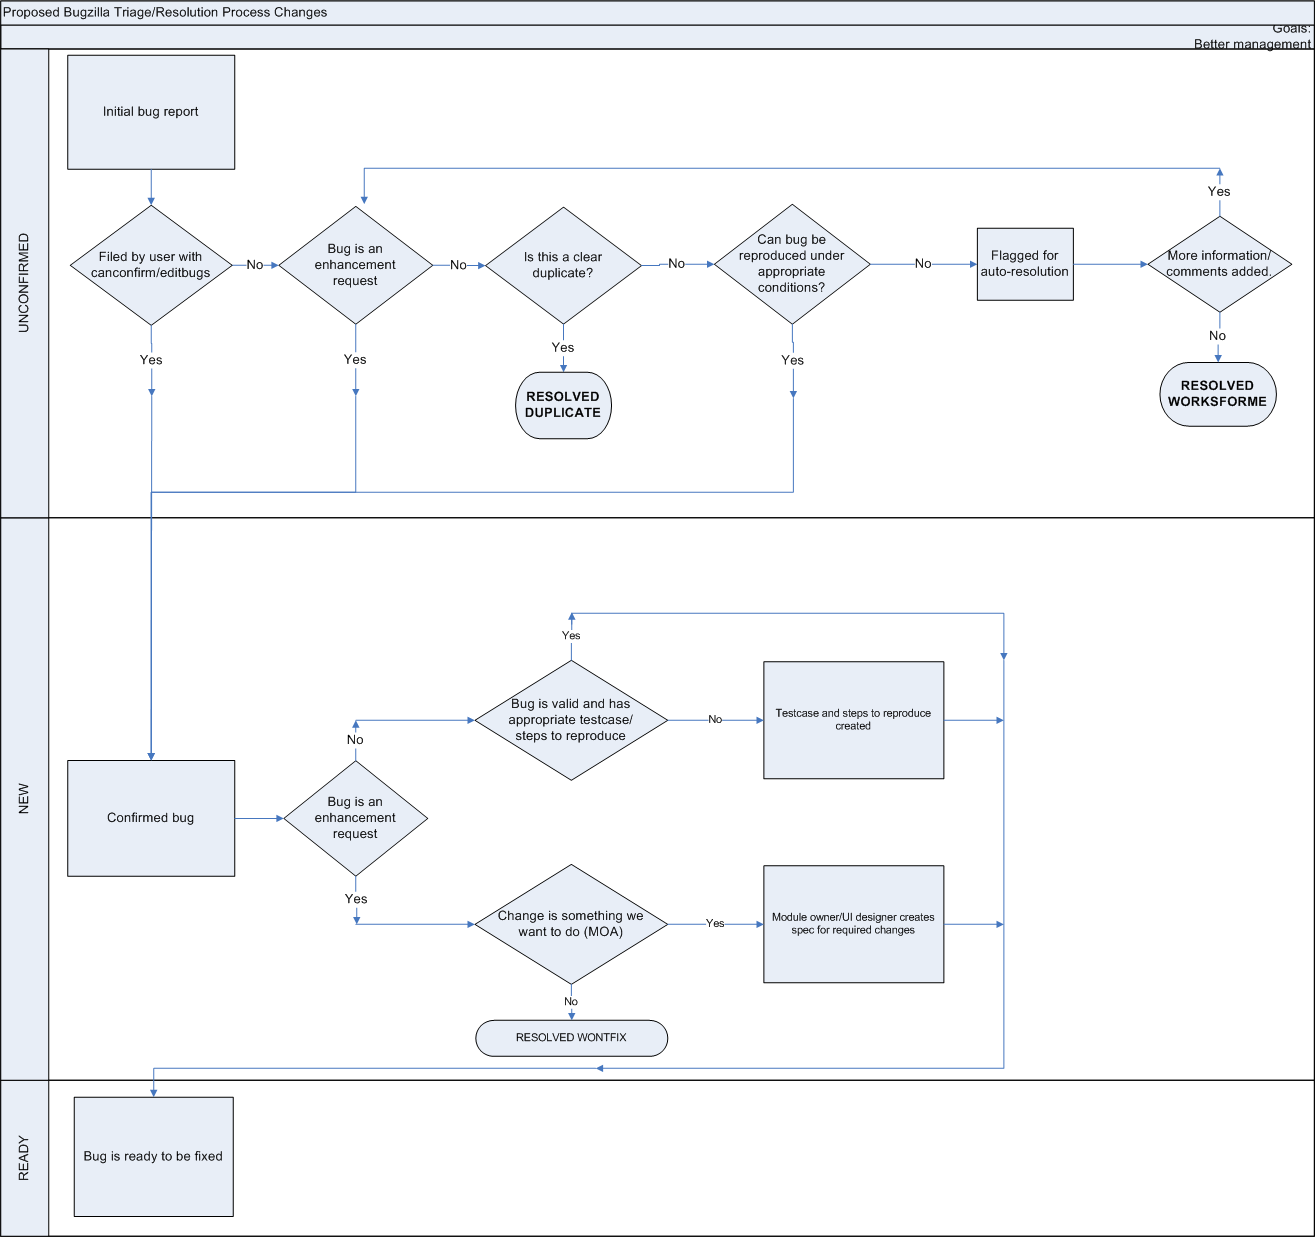 Proposed Bugzilla Triage/Resolution Process Changes
Goals:
Better management
UNCONFIRMED
Initial bug report
Filed by user with
canconfirm/editbugs
No
Yes
Bug is an
enhancement
request
No
Yes
Is this a clear
duplicate?
No
Yes
RESOLVED
DUPLICATE
Can bug be
reproduced under
appropriate
conditions?
No
Yes
Flagged for
auto-resolution
More information/
comments added.
Yes
No
RESOLVED
WORKSFORME
NEW
Confirmed bug
Bug is an
enhancement
request
No
Yes
Bug is valid and has
appropriate testcase/
steps to reproduce
Yes
No
Testcase and steps to reproduce
created
Change is something we
want to do (MOA)
Yes
No
Module owner/UI designer creates
spec for required changes
RESOLVED WONTFIX
READY
Bug is ready to be fixed